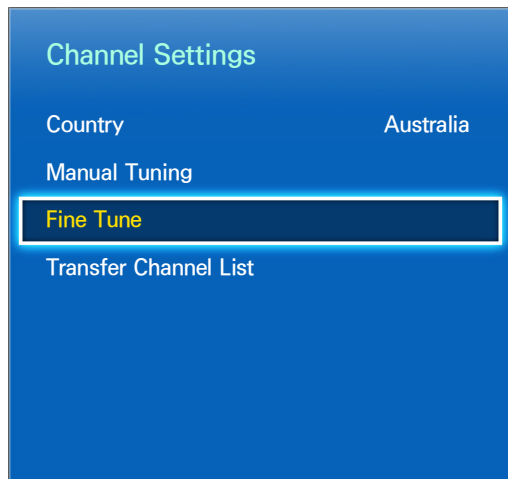 Channel Settings
Country Australia
Manual Tuning
Fine Tune
Transfer Channel List